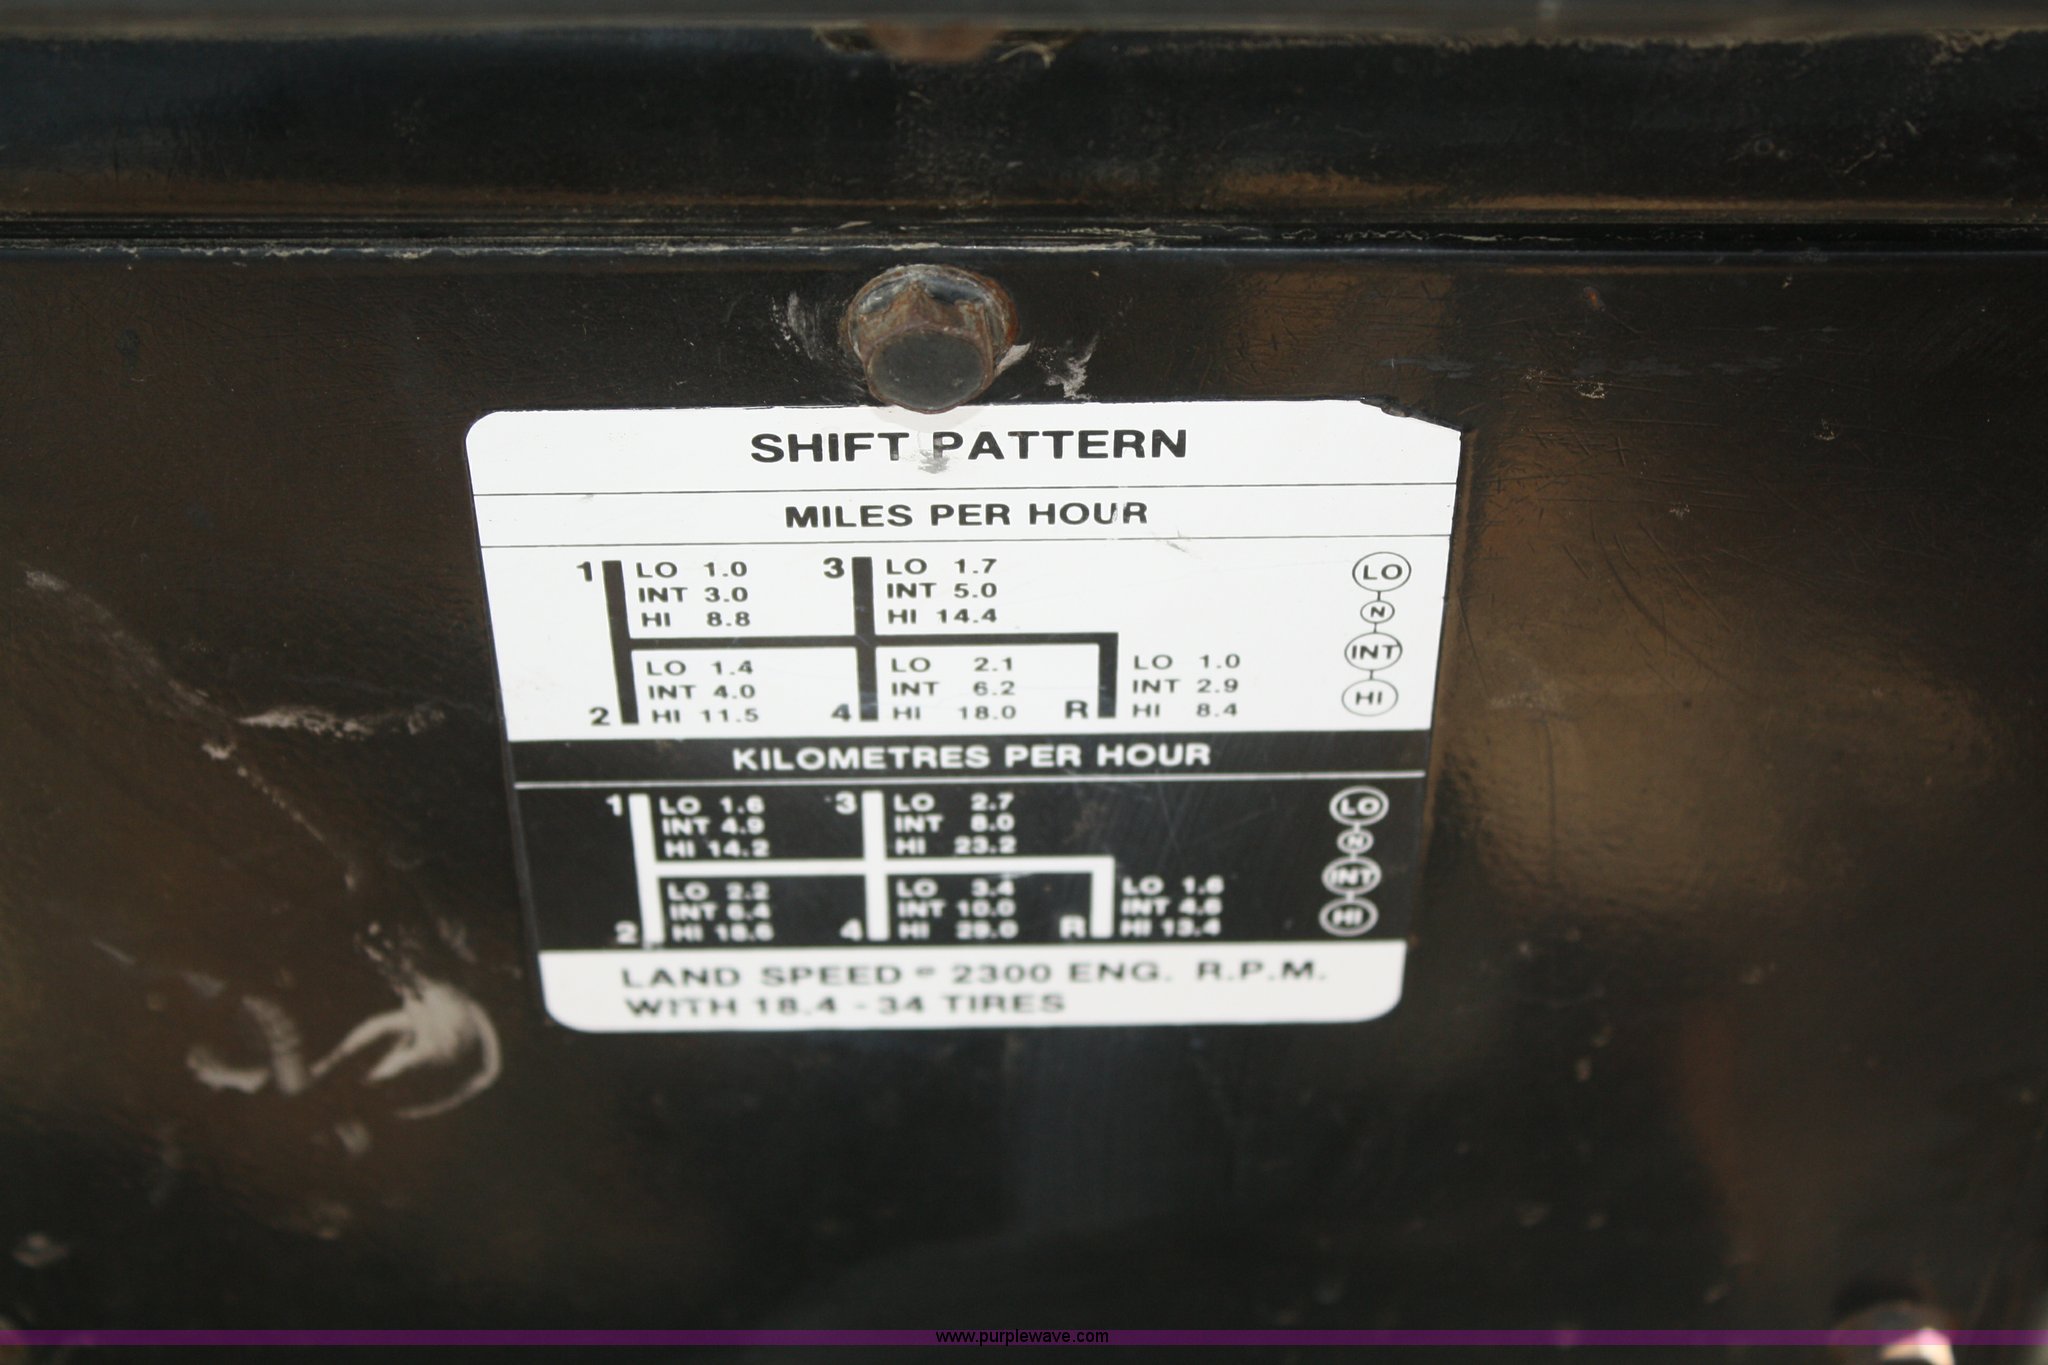 SHIFT PATTERN
MILES PER HOUR
1 LO 1.0 3 LO 1.7 LO
INT 3.0 INT 5.0 N
HI 8.8 HI 14.4 INT
LO 1.4 LO 2.1 LO 1.0
INT 4.0 INT 6.2 INT 2.9 HI
2 HI 11.5 4 HI 18.0 R HI 8.4
KILOMETRES PER HOUR
1 LO 1.6 3 LO 2.7 LO
INT 4.9 INT 8.0 N
HI 14.2 HI 23.2 INT
LO 2.2 LO 3.4 LO 1.6
INT 6.4 INT 10.0 INT 4.6 HI
2 HI 18.6 4 HI 29.0 R HI 13.4
LAND SPEED @ 2300 ENG. R.P.M.
WITH 18.4 - 34 TIRES
www.purplewave.com